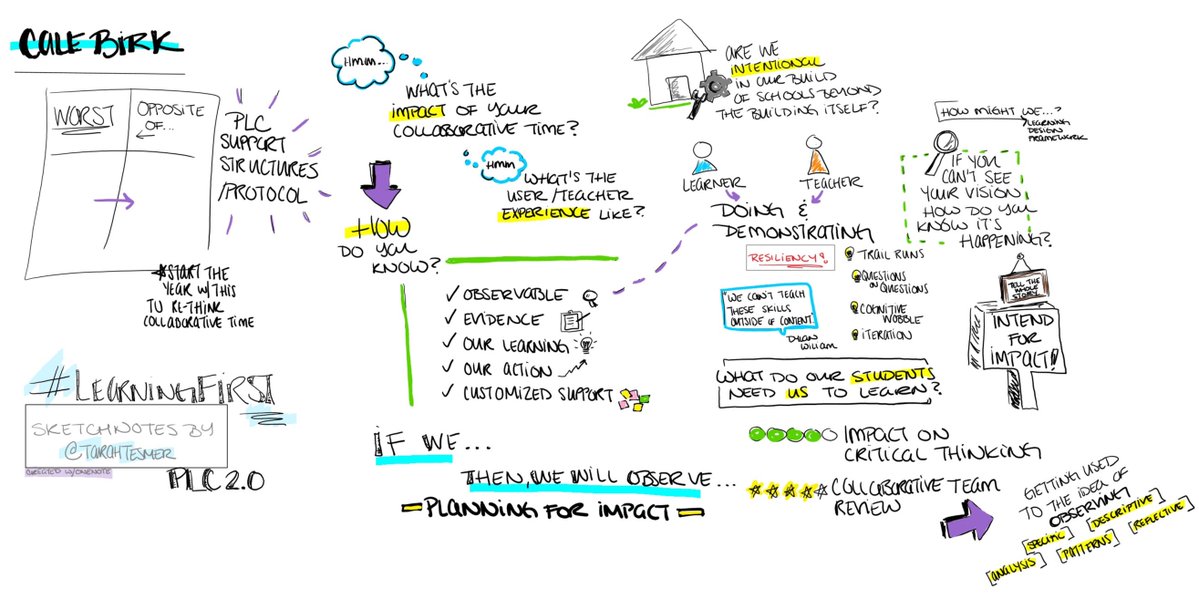 CALE BIRK
WORST
OPPOSITE
OF...
PLC
SUPPORT
STRUCTURES
/PROTOCOL
*START THE
YEAR W/THIS
TO RE-THINK
COLLABORATIVE TIME
#LEARNINGFIRST
SKETCHNOTES BY
@TARAHTESMER
CREATED W/ONENOTE
PLC 2.0
HMM...
WHAT'S THE
IMPACT OF YOUR
COLLABORATIVE TIME?
HMM
WHAT'S THE
USER/TEACHER
EXPERIENCE LIKE?
HOW
DO YOU
KNOW?
✓ OBSERVABLE
✓ EVIDENCE
✓ OUR LEARNING
✓ OUR ACTION
✓ CUSTOMIZED SUPPORT
IF WE...
THEN, WE WILL OBSERVE...
PLANNING FOR IMPACT
ARE WE
INTENTIONAL
IN OUR BUILD
OF SCHOOLS BEYOND
THE BUILDING ITSELF?
LEARNER
TEACHER
DOING &
DEMONSTRATING
RESILIENCY?
TRAIL RUNS
QUESTIONS
ON
QUESTIONS
COGNITIVE
WOBBLE
ITERATION
"WE CAN'T TEACH
THESE SKILLS
OUTSIDE OF CONTENT."
DYLAN
WILIAM
WHAT DO OUR STUDENTS
NEED US TO LEARN?
IMPACT ON
CRITICAL THINKING
COLLABORATIVE TEAM
REVIEW
HOW MIGHT WE...?
LEARNING
DESIGN
FRAMEWORK
IF YOU
CAN'T SEE
YOUR VISION
HOW DO YOU
KNOW IT'S
HAPPENING?
TELL THE
WHOLE
STORY
INTEND
FOR
IMPACT!
GETTING USED
TO THE IDEA OF
OBSERVING
[SPECIFIC] [DESCRIPTIVE]
[ANALYSIS] [PATTERNS] [REFLECTIVE]